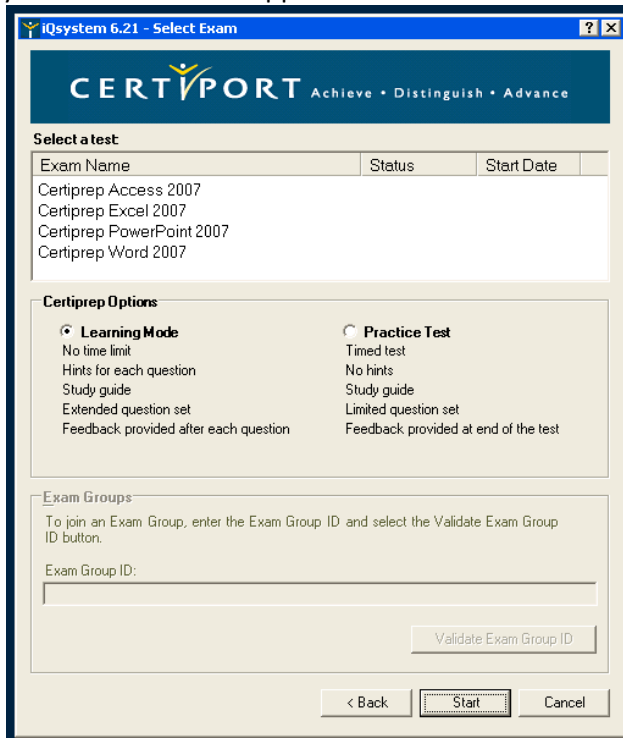 iQsystem 6.21 - Select Exam
CERTIPORT Achieve • Distinguish • Advance
Select a test:
Exam Name Status Start Date
Certiprep Access 2007
Certiprep Excel 2007
Certiprep PowerPoint 2007
Certiprep Word 2007
Certiprep Options
Learning Mode Practice Test
No time limit Timed test
Hints for each question No hints
Study guide Study guide
Extended question set Limited question set
Feedback provided after each question Feedback provided at end of the test
Exam Groups
To join an Exam Group, enter the Exam Group ID and select the Validate Exam Group
ID button.
Exam Group ID:
Validate Exam Group ID
< Back Start Cancel